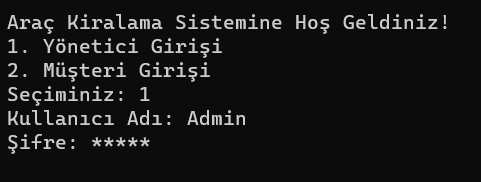 Araç Kiralama Sistemine Hoş Geldiniz!
1. Yönetici Girişi
2. Müşteri Girişi
Seçiminiz: 1
Kullanıcı Adı: Admin
Şifre: *****